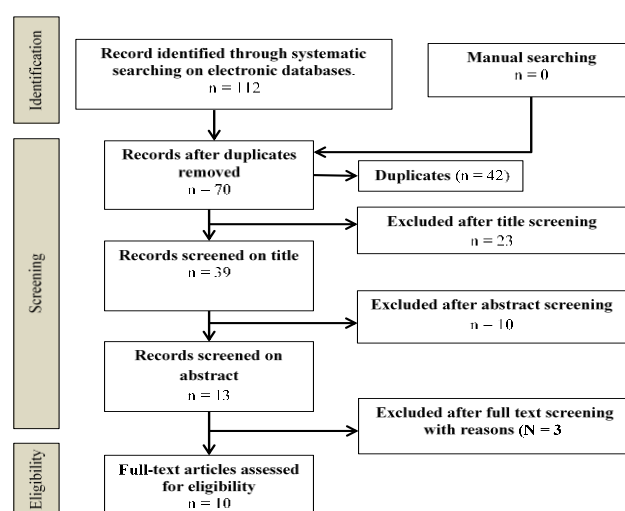 Identification
Record identified through systematic
searching on electronic databases.
n = 112
Manual searching
n = 0
Screening
Records after duplicates
removed
n = 70
Duplicates (n = 42)
Excluded after title screening
n = 23
Records screened on title
n = 39
Excluded after abstract screening
n = 10
Records screened on
abstract
n = 13
Excluded after full text screening
with reasons (N = 3
Eligibility
Full-text articles assessed
for eligibility
n = 10